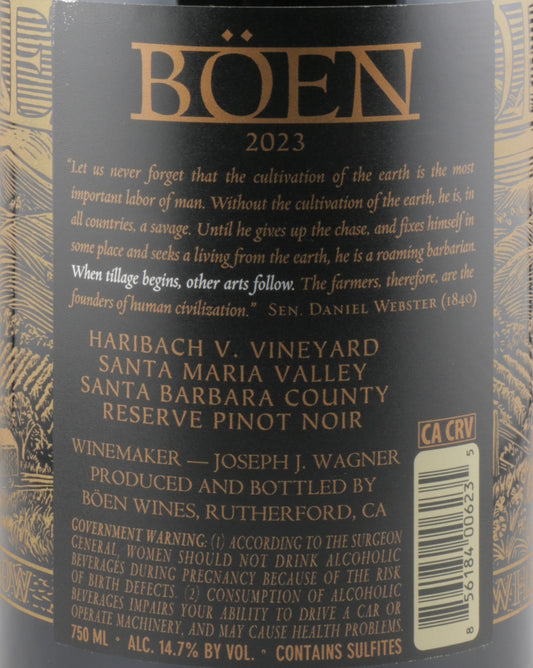 BÖEN
2023
"Let us never forget that the cultivation of the earth is the most
important labor of man. Without the cultivation of the earth, he is, in
all countries, a savage. Until he gives up the chase, and fixes himself in
some place and seeks a living from the earth, he is a roaming barbarian.
When tillage begins, other arts follow. The farmers, therefore, are the
founders of human civilization." SEN. DANIEL WEBSTER (1840)
HARIBACH V. VINEYARD
SANTA MARIA VALLEY
SANTA BARBARA COUNTY
RESERVE PINOT NOIR
CA CRV
WINEMAKER — JOSEPH J. WAGNER
PRODUCED AND BOTTLED BY
BÖEN WINES, RUTHERFORD, CA
8 56184 00623 5
GOVERNMENT WARNING: (1) ACCORDING TO THE SURGEON
GENERAL, WOMEN SHOULD NOT DRINK ALCOHOLIC
BEVERAGES DURING PREGNANCY BECAUSE OF THE RISK
OF BIRTH DEFECTS. (2) CONSUMPTION OF ALCOHOLIC
BEVERAGES IMPAIRS YOUR ABILITY TO DRIVE A CAR OR
OPERATE MACHINERY, AND MAY CAUSE HEALTH PROBLEMS.
750 ML • ALC. 14.7% BY VOL. • CONTAINS SULFITES